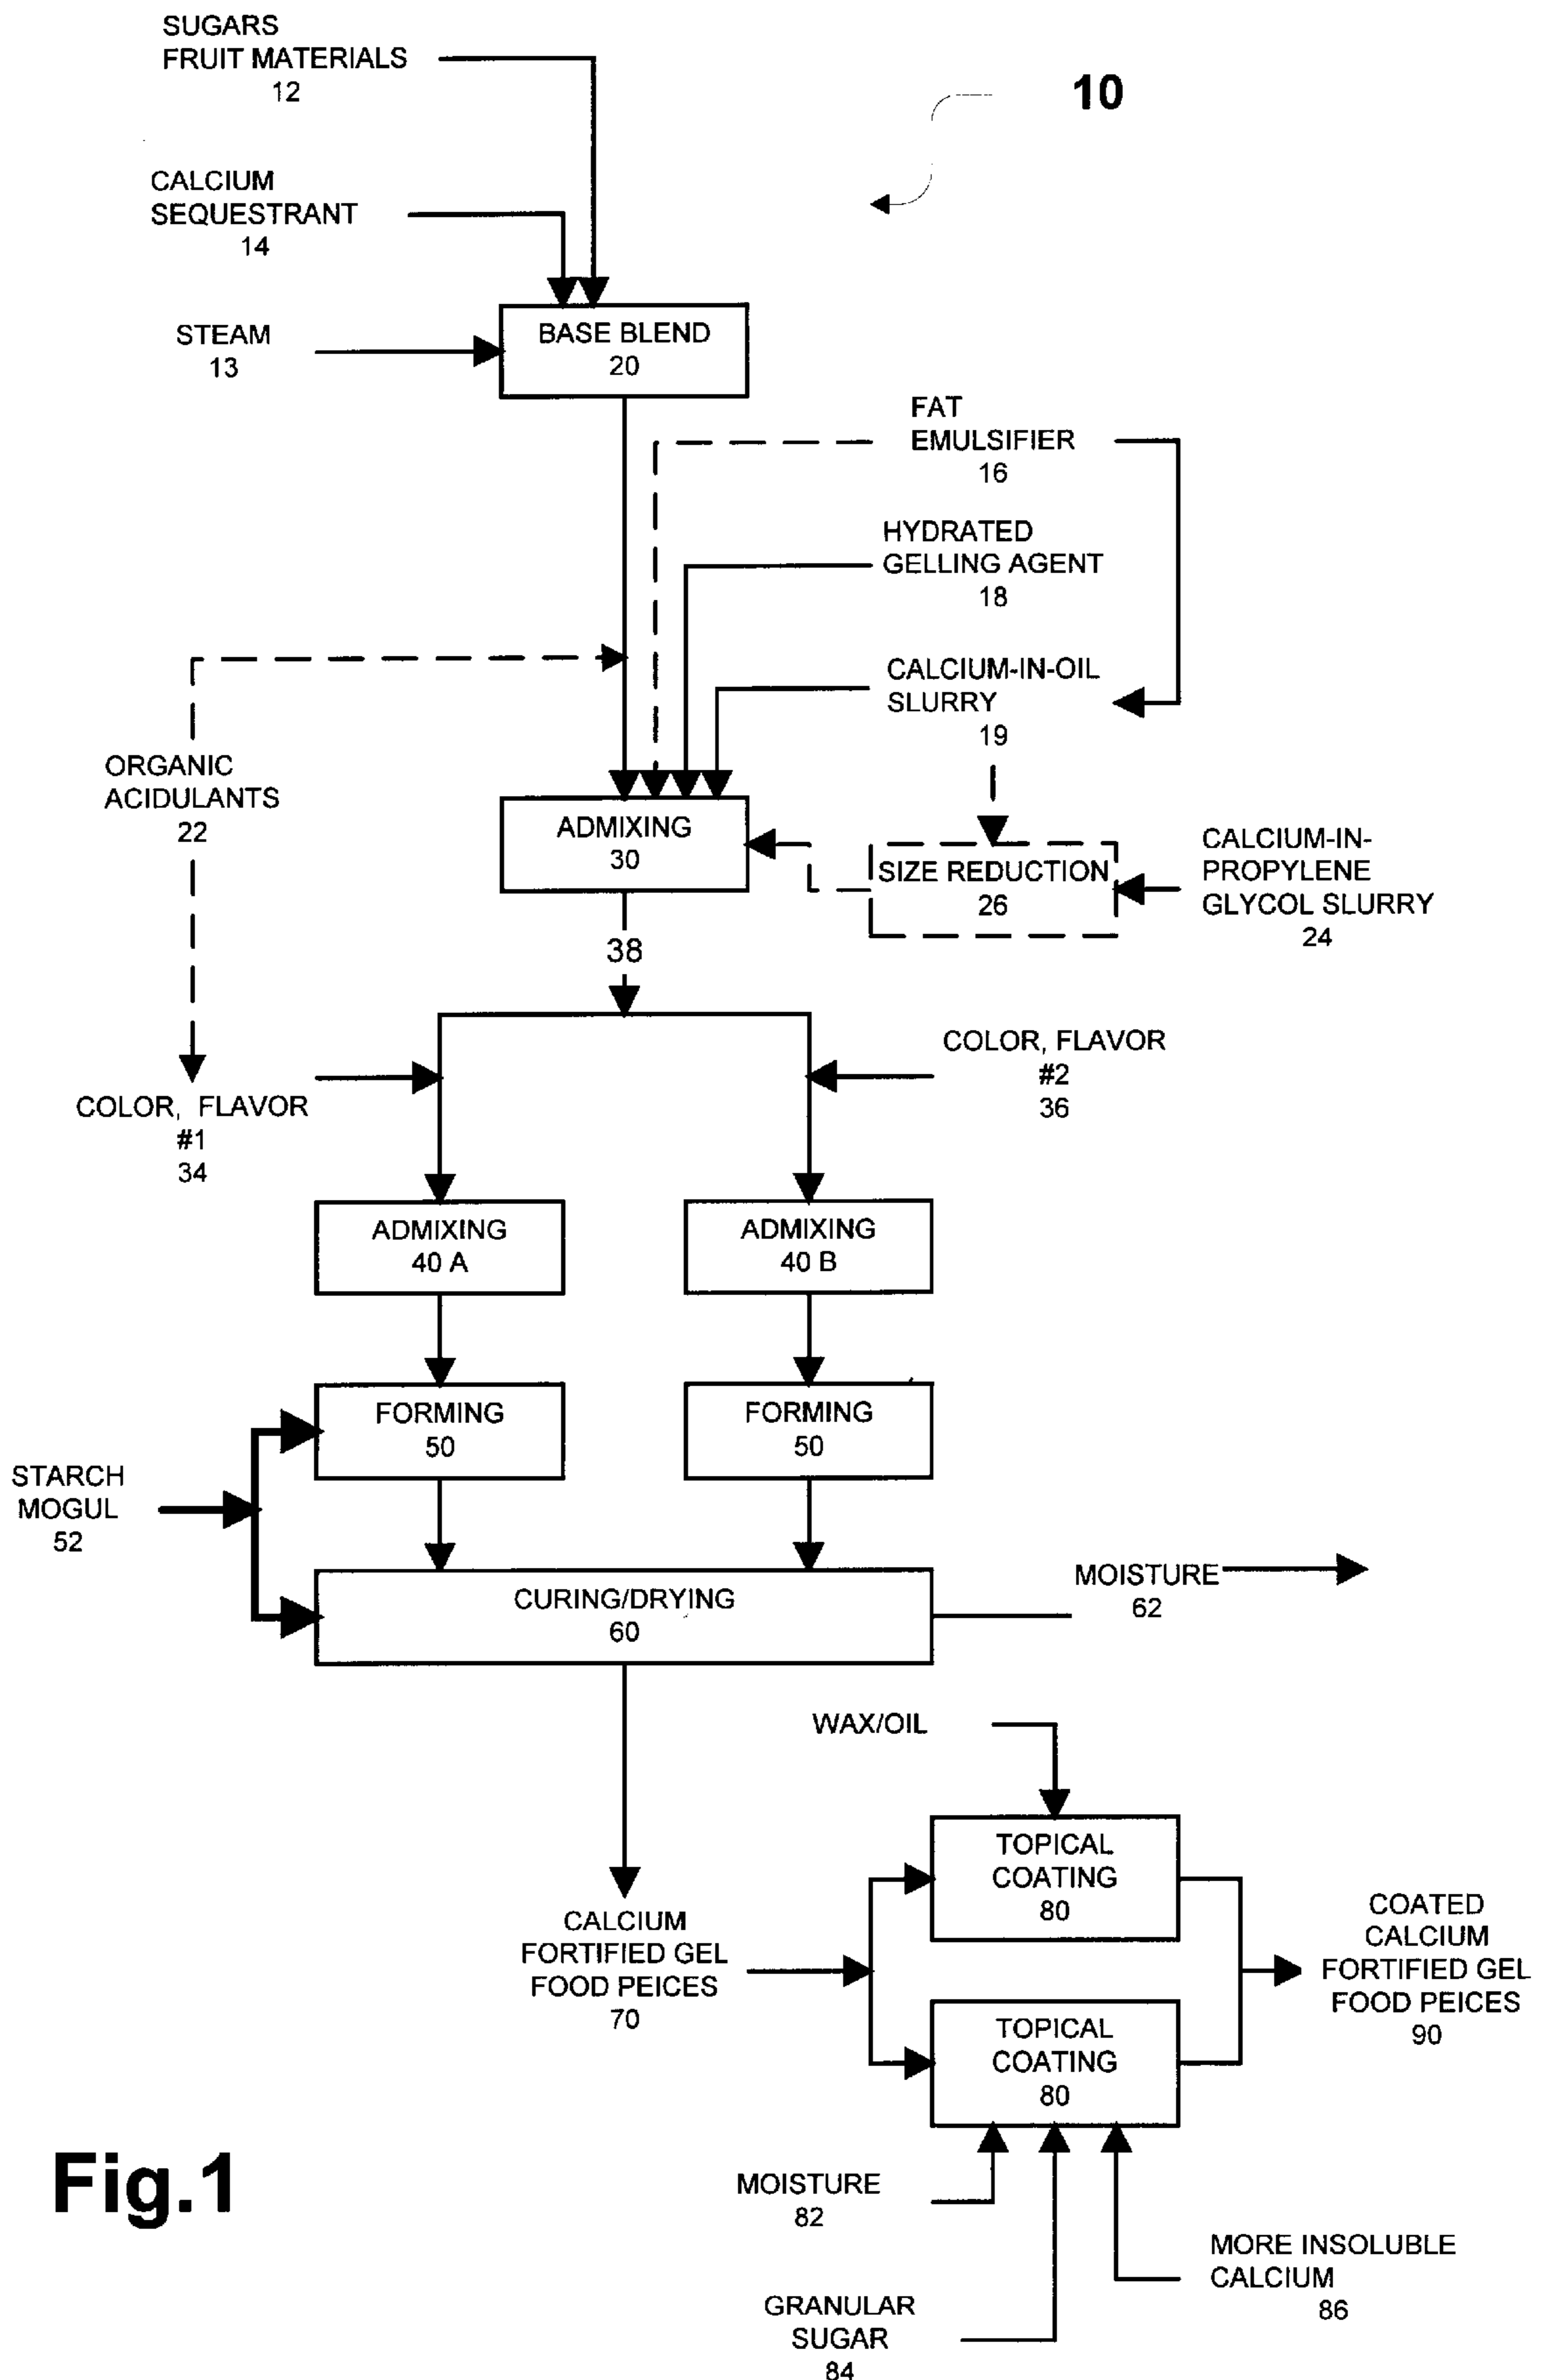 SUGARS
FRUIT MATERIALS
12
10
CALCIUM
SEQUESTRANT
14
STEAM
13
BASE BLEND
20
FAT
EMULSIFIER
16
HYDRATED
GELLING AGENT
18
CALCIUM-IN-OIL
SLURRY
19
ORGANIC
ACIDULANTS
22
ADMIXING
30
SIZE REDUCTION
26
CALCIUM-IN-
PROPYLENE
GLYCOL SLURRY
24
38
COLOR, FLAVOR
#1
34
COLOR, FLAVOR
#2
36
ADMIXING
40 A
ADMIXING
40 B
FORMING
50
FORMING
50
STARCH
MOGUL
52
CURING/DRYING
60
MOISTURE
62
WAX/OIL
TOPICAL
COATING
80
CALCIUM
FORTIFIED GEL
FOOD PEICES
70
COATED
CALCIUM
FORTIFIED GEL
FOOD PEICES
90
TOPICAL
COATING
80
MOISTURE
82
GRANULAR
SUGAR
84
MORE INSOLUBLE
CALCIUM
86
Fig.1